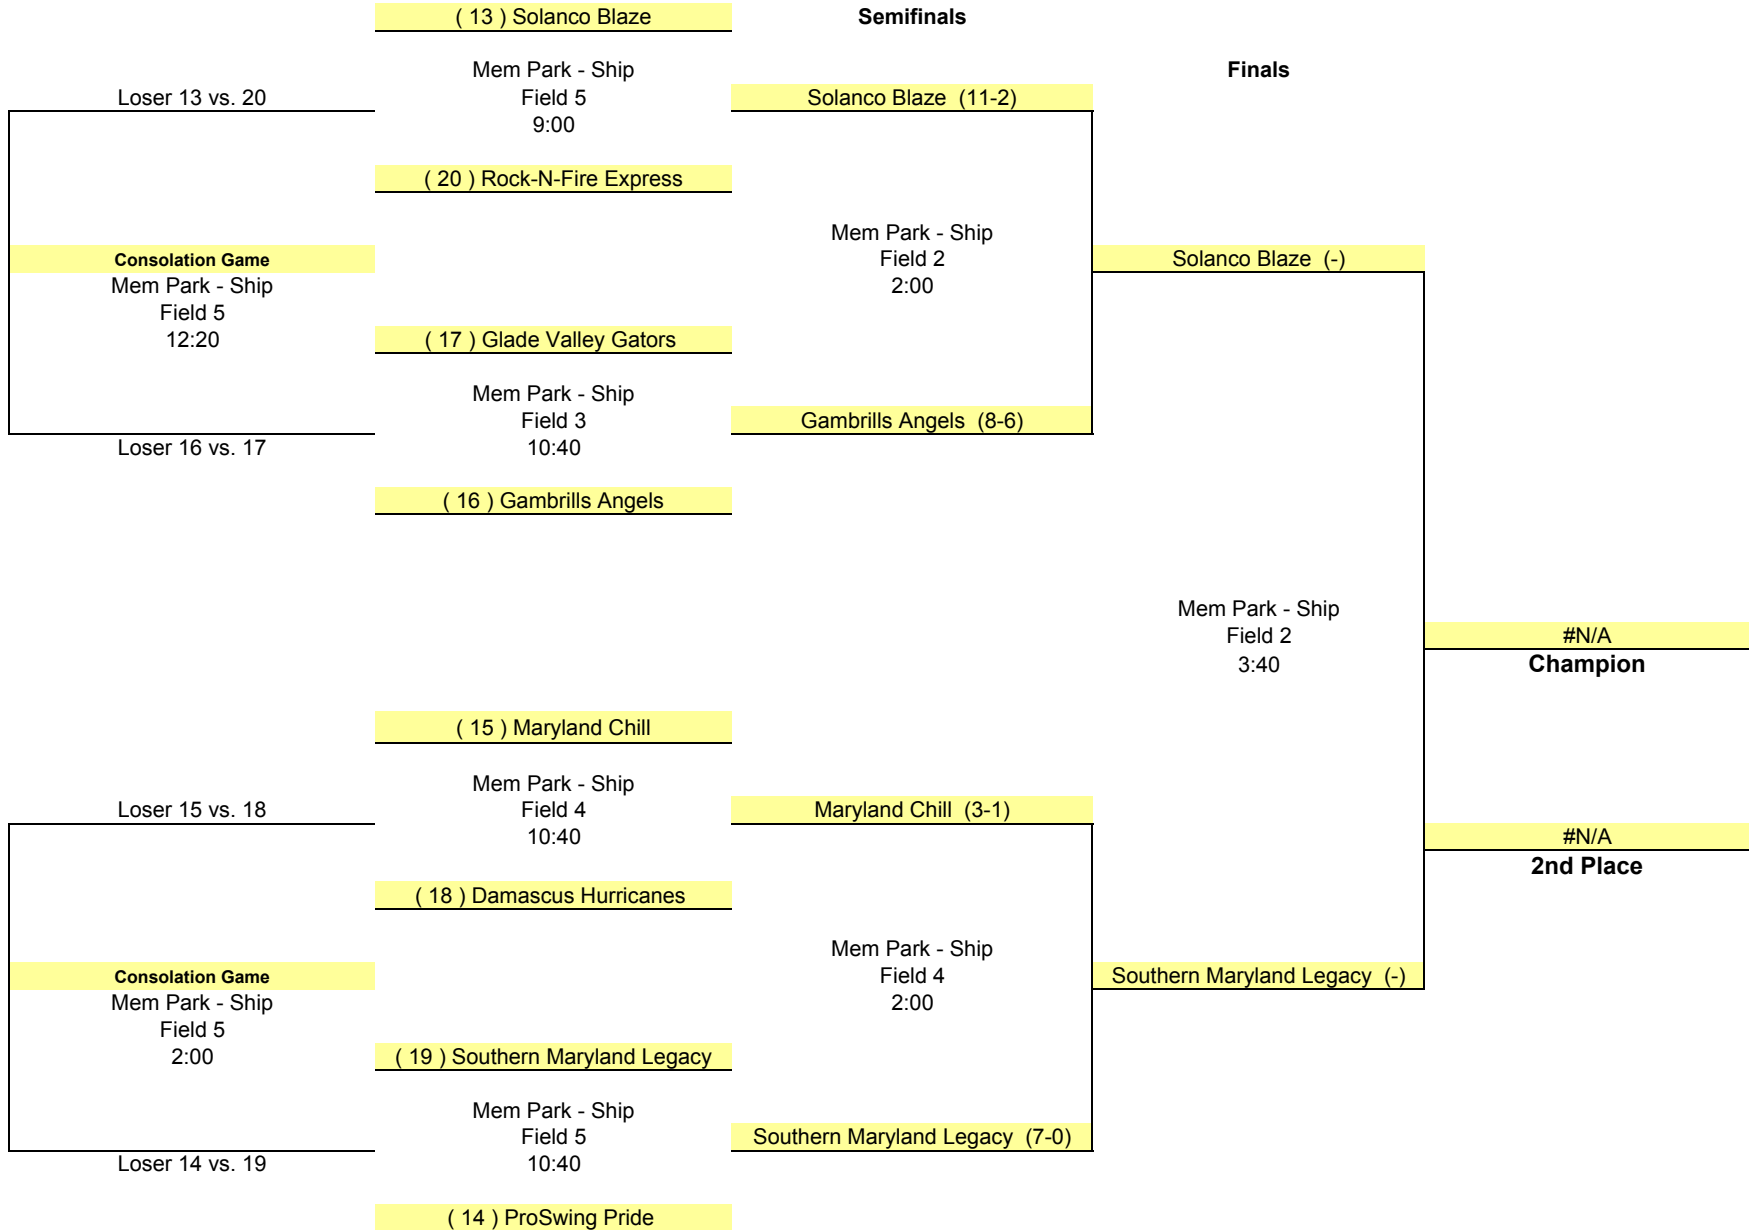 ( 13 ) Solanco Blaze
Semifinals
Mem Park - Ship
Finals
Loser 13 vs. 20
Field 5
Solanco Blaze  (11-2)
9:00
( 20 ) Rock-N-Fire Express
Mem Park - Ship
Consolation Game
Field 2
Solanco Blaze  (-)
Mem Park - Ship
2:00
Field 5
12:20
( 17 ) Glade Valley Gators
Mem Park - Ship
Field 3
Gambrills Angels  (8-6)
Loser 16 vs. 17
10:40
( 16 ) Gambrills Angels
Mem Park - Ship
Field 2
#N/A
3:40
Champion
( 15 ) Maryland Chill
Mem Park - Ship
Loser 15 vs. 18
Field 4
Maryland Chill  (3-1)
10:40
#N/A
2nd Place
( 18 ) Damascus Hurricanes
Mem Park - Ship
Consolation Game
Field 4
Southern Maryland Legacy  (-)
Mem Park - Ship
2:00
Field 5
2:00
( 19 ) Southern Maryland Legacy
Mem Park - Ship
Field 5
Southern Maryland Legacy  (7-0)
Loser 14 vs. 19
10:40
( 14 ) ProSwing Pride